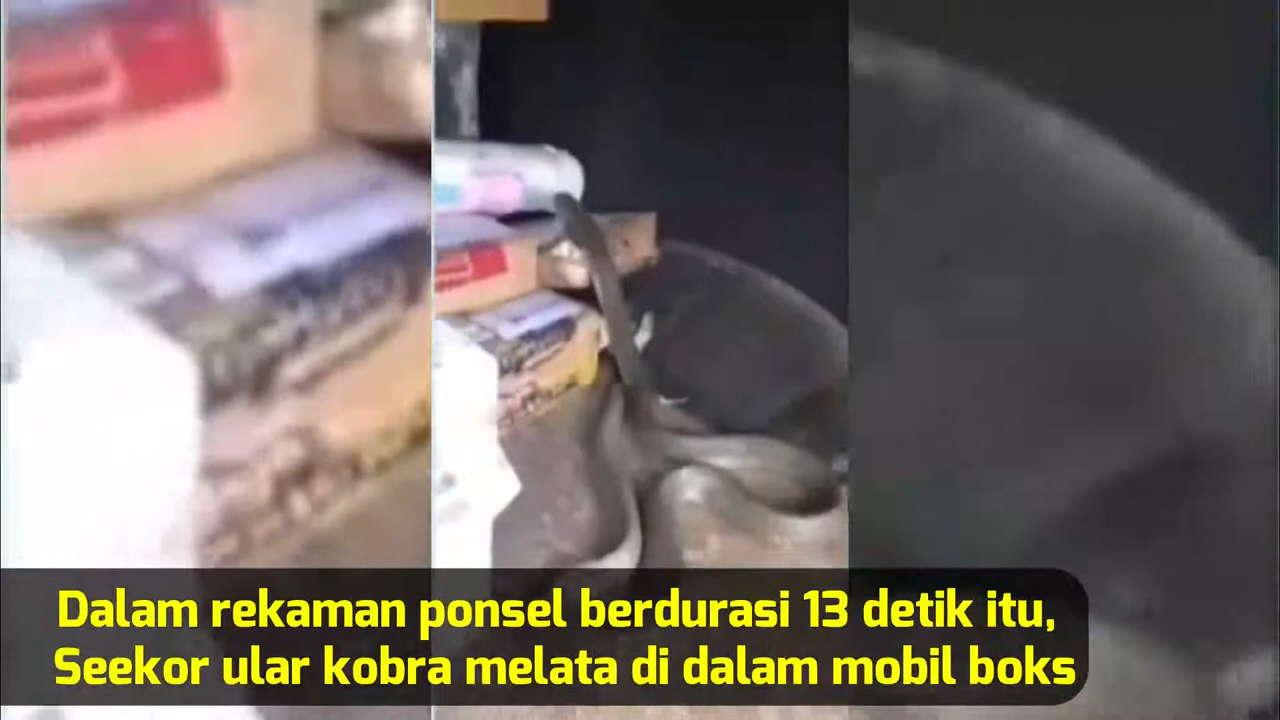 Dalam rekaman ponsel berdurasi 13 detik itu,
Seekor ular kobra melata di dalam mobil boks